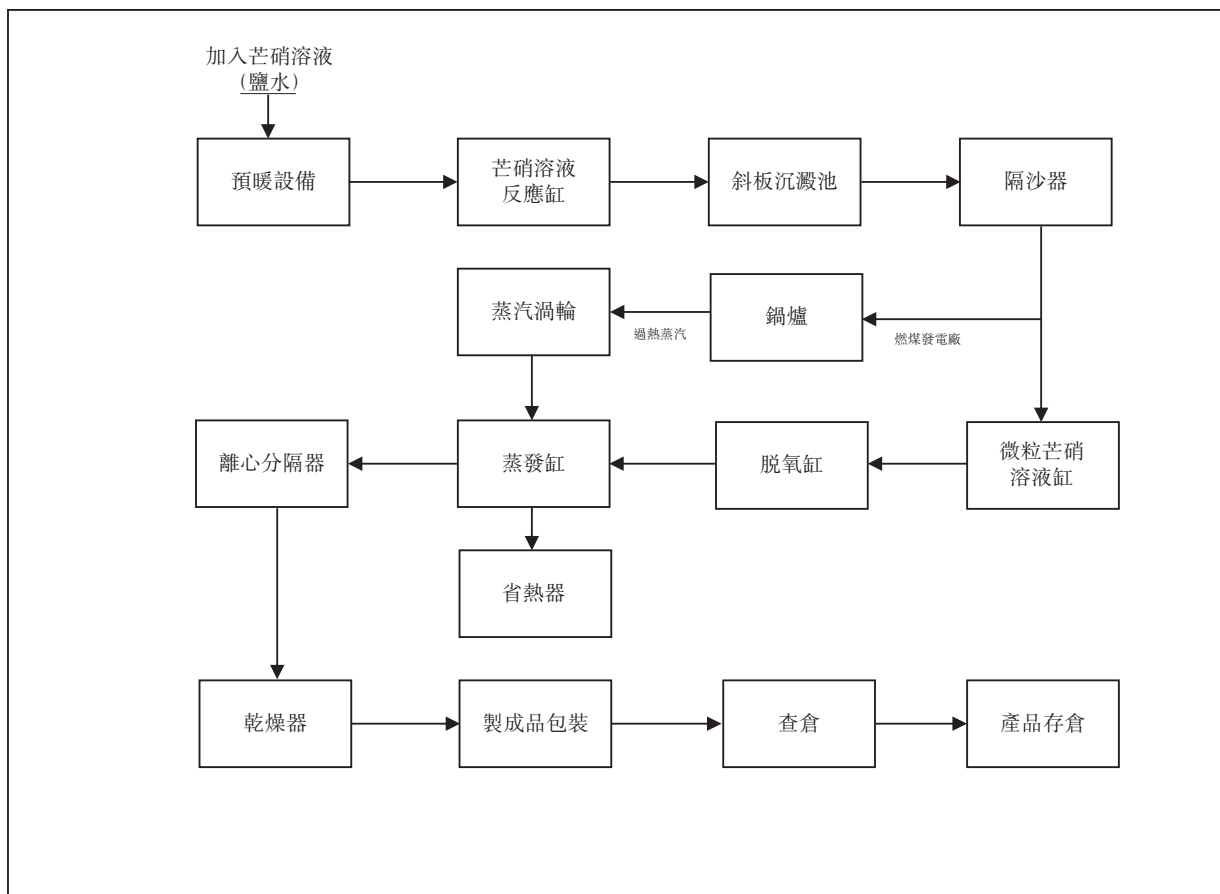 加入芒硝溶液
(鹽水)
預暖設備
芒硝溶液
反應缸
斜板沉澱池
隔沙器
蒸汽渦輪
過熱蒸汽
鍋爐
燃煤發電廠
離心分隔器
蒸發缸
脱氧缸
微粒芒硝
溶液缸
省熱器
乾燥器
製成品包裝
查倉
產品存倉